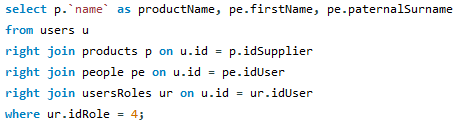 select p.`name` as productName, pe.firstName, pe.paternalSurname
from users u
right join products p on u.id = p.idSupplier
right join people pe on u.id = pe.idUser
right join usersRoles ur on u.id = ur.idUser
where ur.idRole = 4;